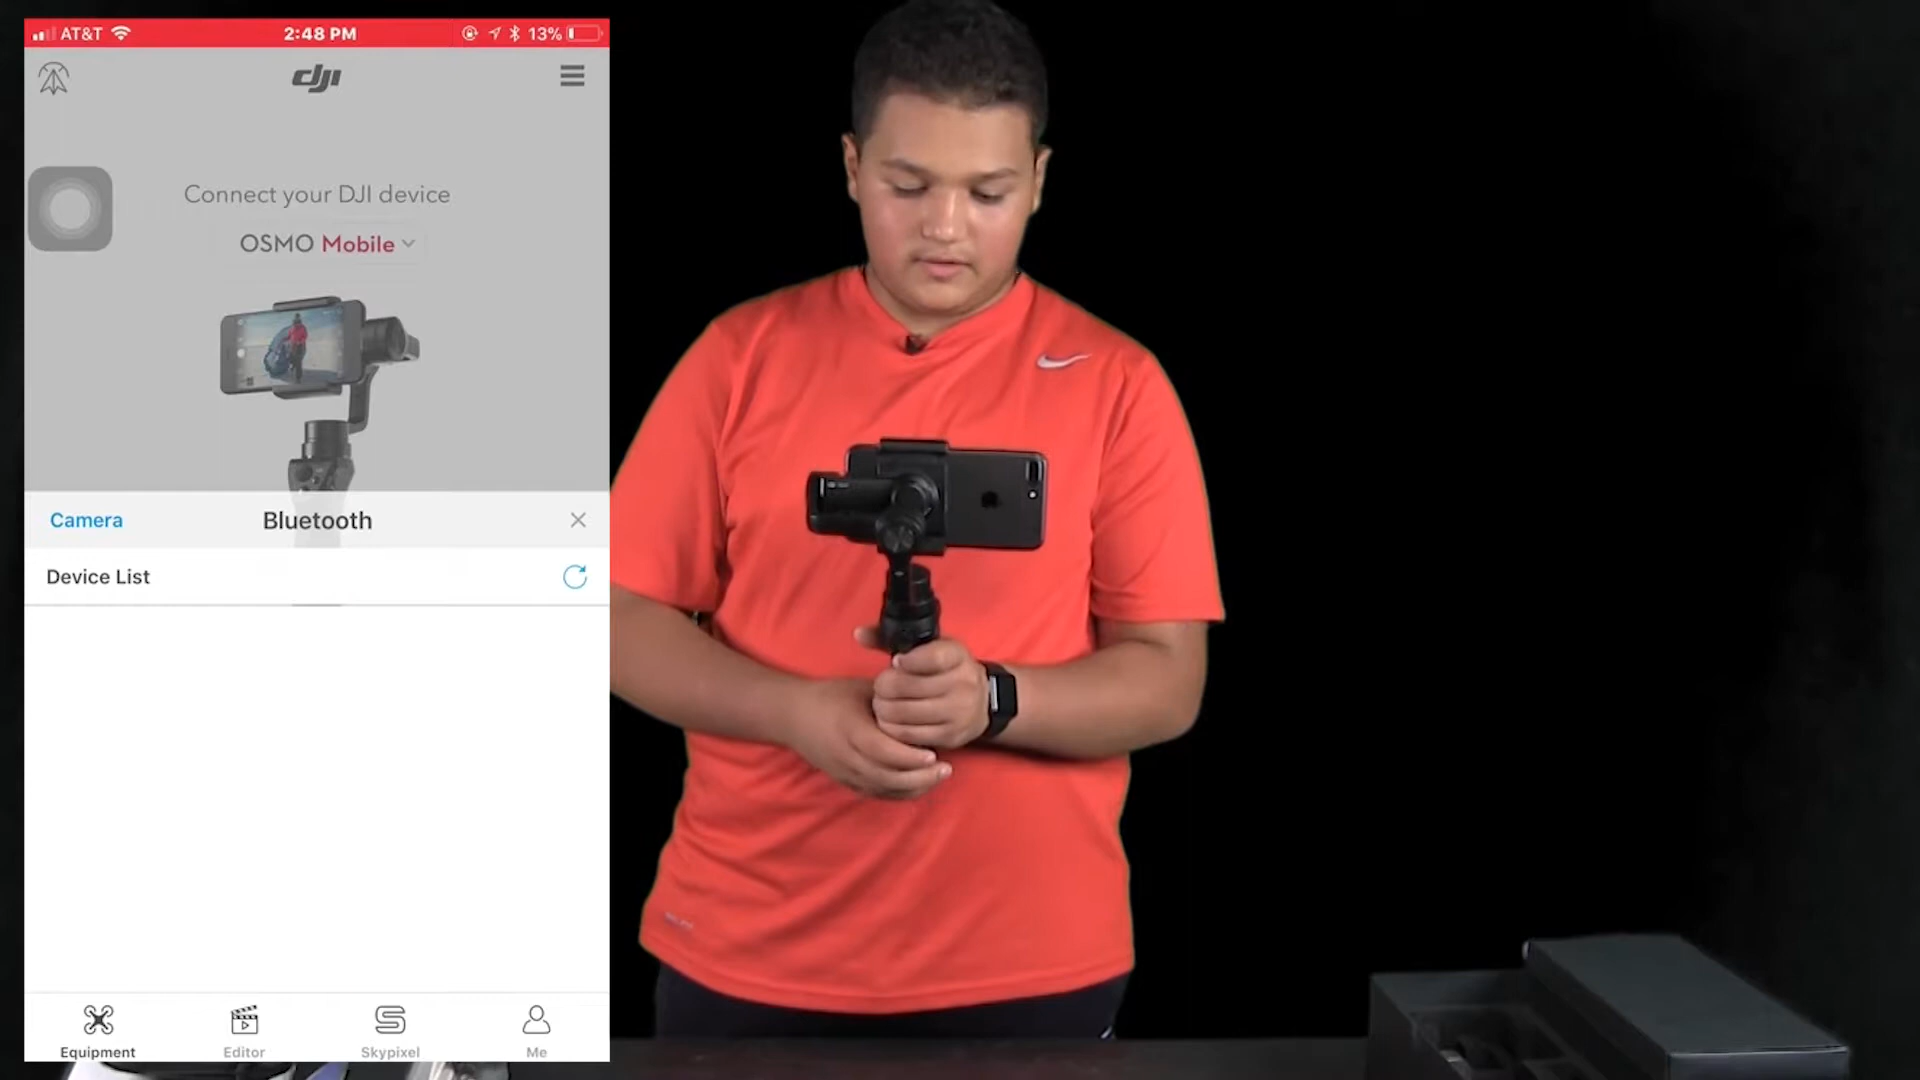 AT&T 2:48 PM 13%
dji
Connect your DJI device
OSMO Mobile
Camera Bluetooth
Device List
Equipment Editor Skypixel Me